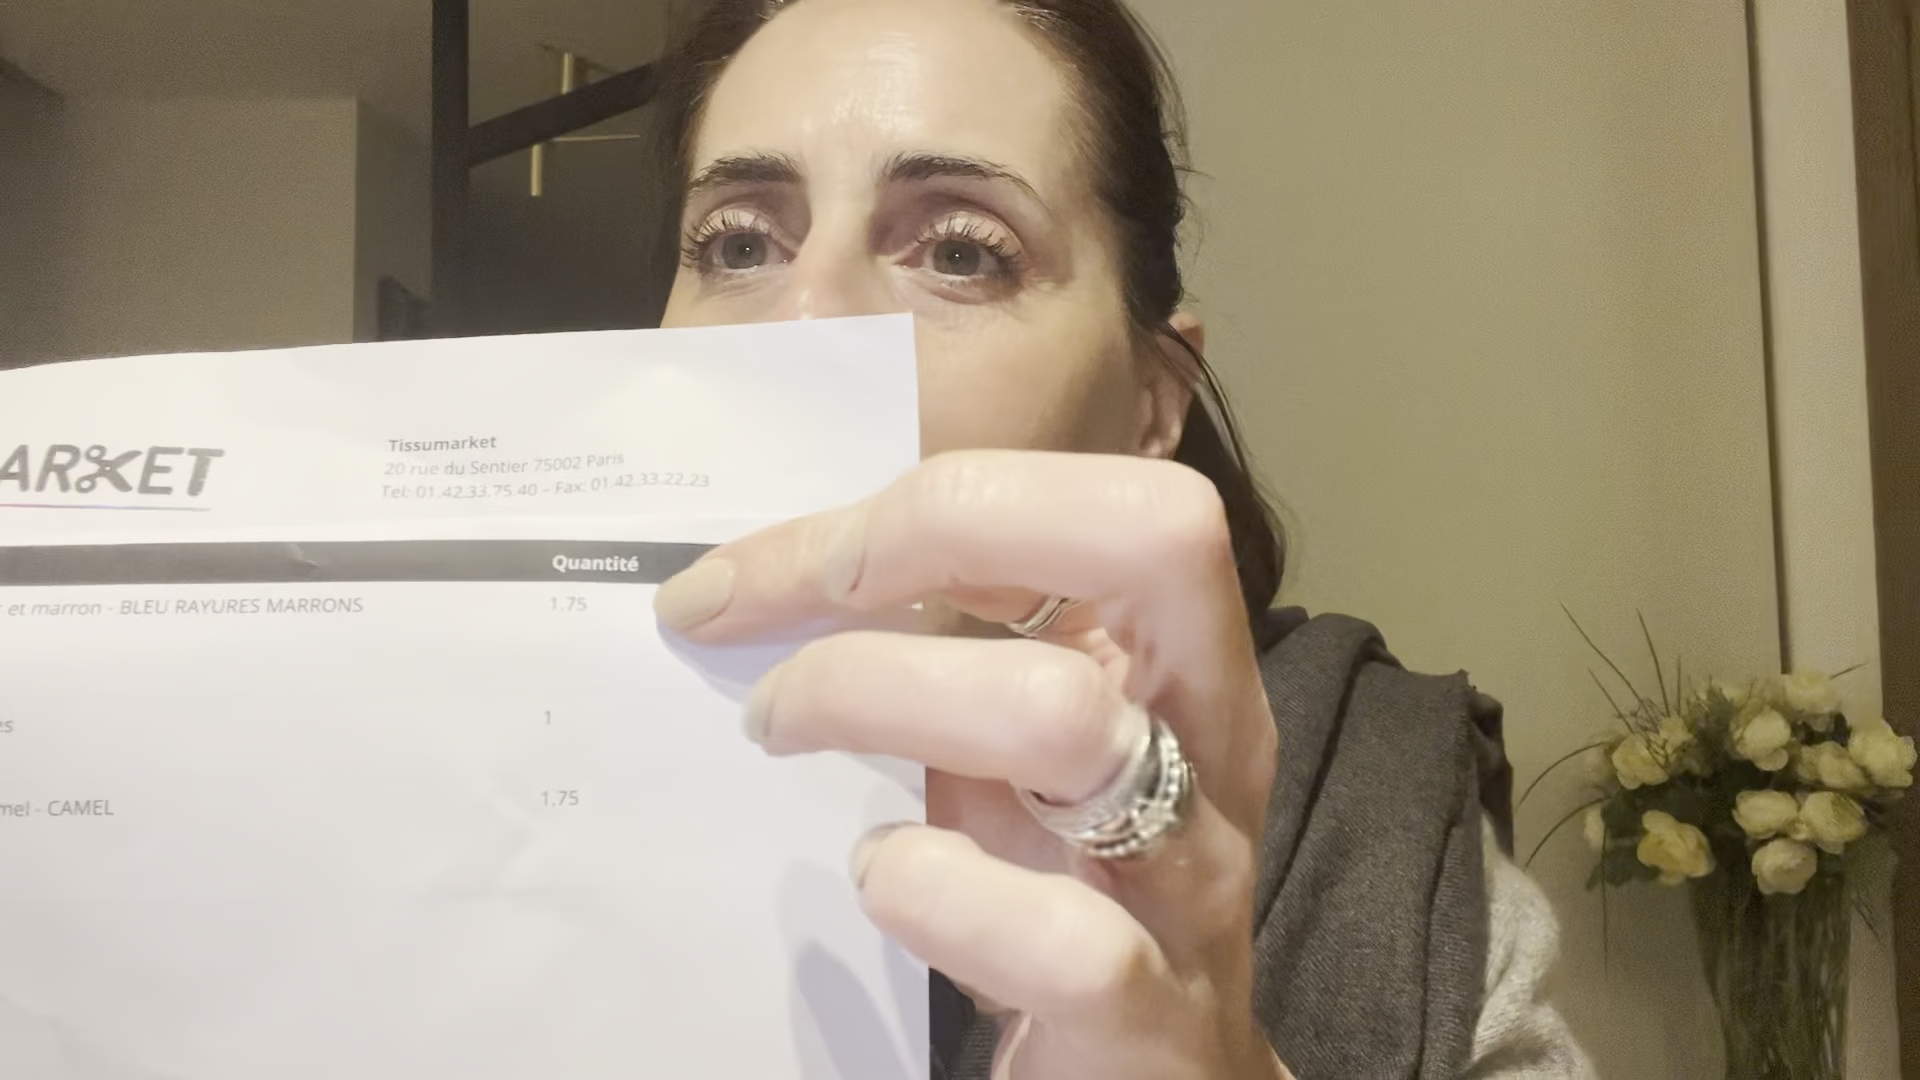 ARKET
Tissumarket
20 rue du Sentier 75002 Paris
Tel: 01.42.33.75.40 – Fax: 01.42.33.22.23
Quantité
et marron - BLEU RAYURES MARRONS 1.75
es 1
mel - CAMEL 1.75